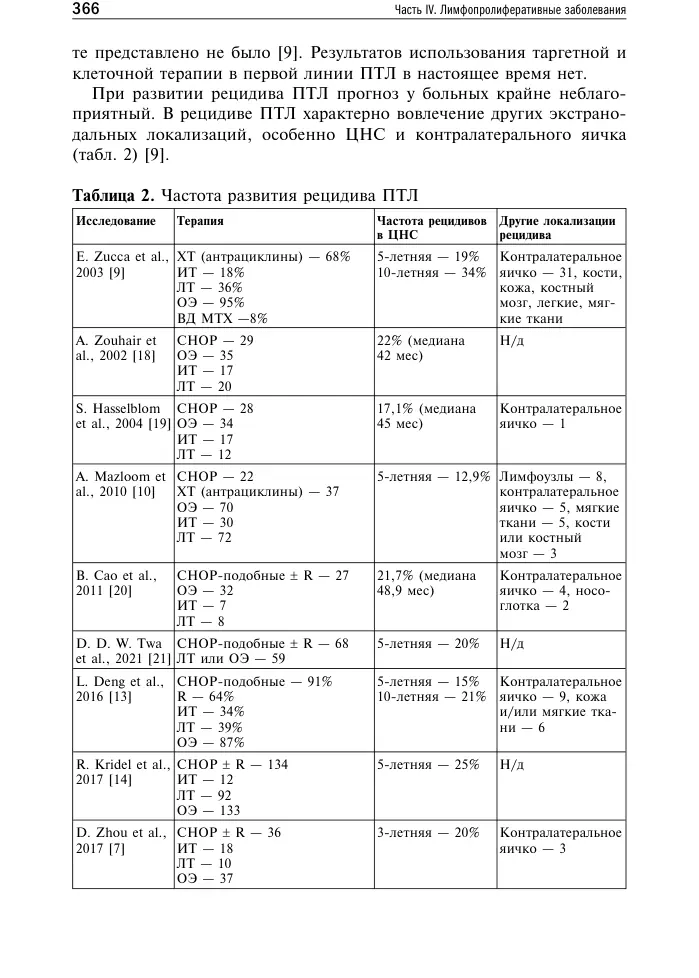 366
Часть IV. Лимфопролиферативные заболевания
те представлено не было [9]. Результатов использования таргетной и
клеточной терапии в первой линии ПТЛ в настоящее время нет.
При развитии рецидива ПТЛ прогноз у больных крайне неблаго-
приятный. В рецидиве ПТЛ характерно вовлечение других экстрано-
дальных локализаций, особенно ЦНС и контралатерального яичка
(табл. 2) [9].
Таблица 2. Частота развития рецидива ПТЛ
Исследование
Терапия
Частота рецидивов
в ЦНС
Другие локализации
рецидива
E. Zucca et al.,
2003 [9]
ХТ (антрациклины) — 68%
ИТ — 18%
ЛТ — 36%
ОЭ — 95%
ВД МТХ —8%
5-летняя — 19%
10-летняя — 34%
Контралатеральное
яичко — 31, кости,
кожа, костный
мозг, легкие, мяг-
кие ткани
A. Zouhair et
al., 2002 [18]
CHOP — 29
ОЭ — 35
ИТ — 17
ЛТ — 20
22% (медиана
42 мес)
Н/д
S. Hasselblom
et al., 2004 [19]
CHOP — 28
ОЭ — 34
ИТ — 17
ЛТ — 12
17,1% (медиана
45 мес)
Контралатеральное
яичко — 1
A. Mazloom et
al., 2010 [10]
CHOP — 22
ХТ (антрациклины) — 37
ОЭ — 70
ИТ — 30
ЛТ — 72
5-летняя — 12,9%
Лимфоузлы — 8,
контралатеральное
яичко — 5, мягкие
ткани — 5, кости
или костный
мозг — 3
B. Cao et al.,
2011 [20]
CHOP-подобные ± R — 27
ОЭ — 32
ИТ — 7
ЛТ — 8
21,7% (медиана
48,9 мес)
Контралатеральное
яичко — 4, носо-
глотка — 2
D. D. W. Twa
et al., 2021 [21]
CHOP-подобные ± R — 68
ЛТ или ОЭ — 59
5-летняя — 20%
Н/д
L. Deng et al.,
2016 [13]
CHOP-подобные — 91%
R — 64%
ИТ — 34%
ЛТ — 39%
ОЭ — 87%
5-летняя — 15%
10-летняя — 21%
Контралатеральное
яичко — 9, кожа
и/или мягкие тка-
ни — 6
R. Kridel et al.,
2017 [14]
CHOP ± R — 134
ИТ — 12
ЛТ — 92
ОЭ — 133
5-летняя — 25%
Н/д
D. Zhou et al.,
2017 [7]
CHOP ± R — 36
ИТ — 18
ЛТ — 10
ОЭ — 37
3-летняя — 20%
Контралатеральное
яичко — 3